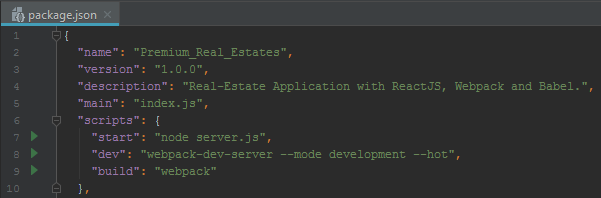 package.json
1 {
2 "name": "Premium_Real_Estates",
3 "version": "1.0.0",
4 "description": "Real-Estate Application with ReactJS, Webpack and Babel.",
5 "main": "index.js",
6 "scripts": {
7 "start": "node server.js",
8 "dev": "webpack-dev-server --mode development --hot",
9 "build": "webpack"
10 },